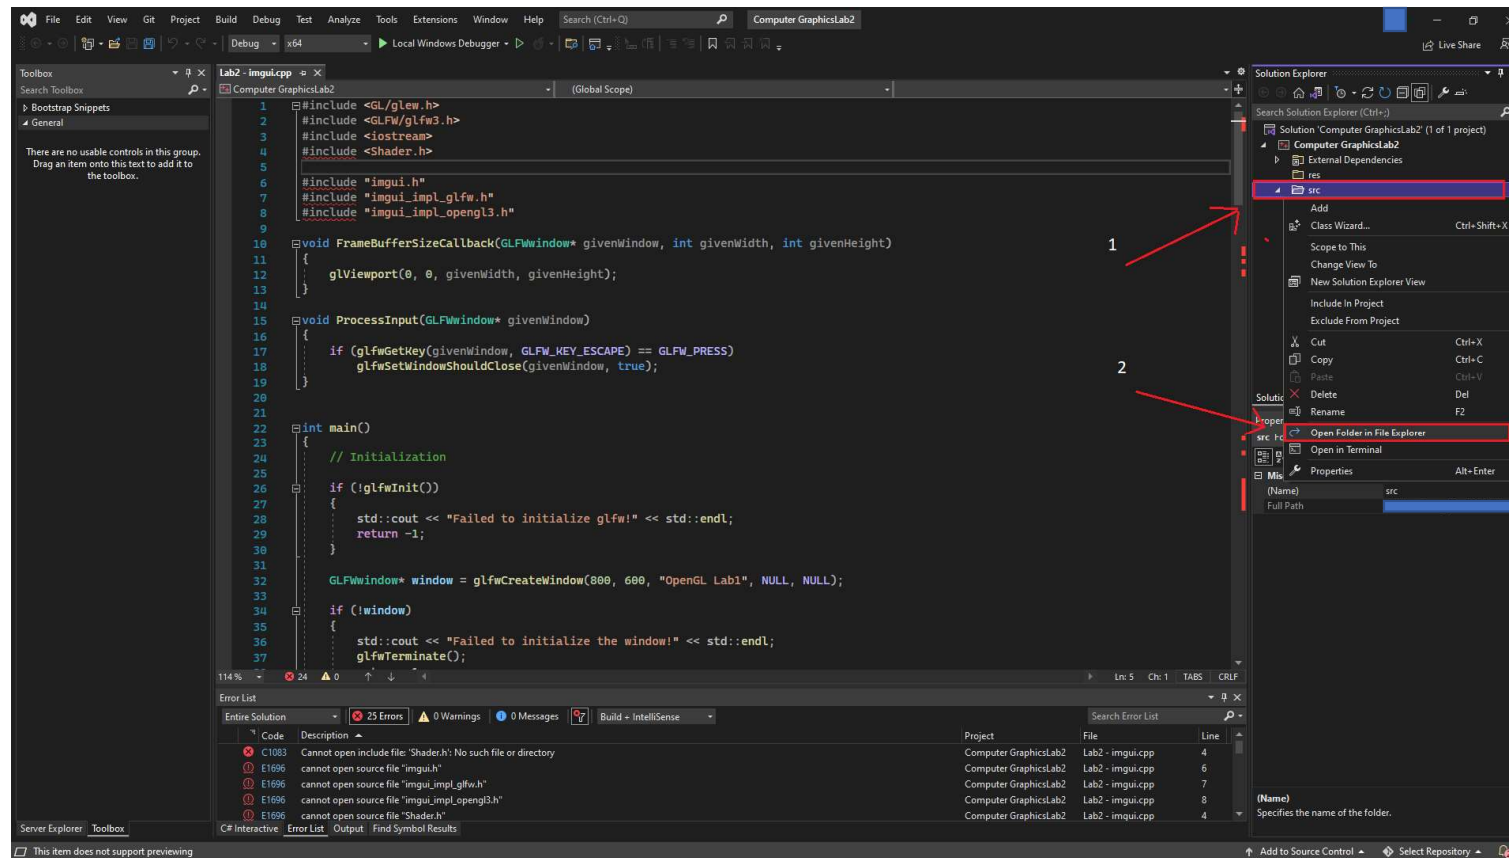 File Edit View Git Project Build Debug Test Analyze Tools Extensions Window Help Search (Ctrl+Q) Computer GraphicsLab2
Debug x64 Local Windows Debugger Live Share
Toolbox
Search Toolbox
Bootstrap Snippets
General
There are no usable controls in this group.
Drag an item onto this text to add it to
the toolbox.
Server Explorer Toolbox
Lab2 - imgui.cpp
Computer GraphicsLab2 (Global Scope)
1 #include <GL/glew.h>
2 #include <GLFW/glfw3.h>
3 #include <iostream>
4 #include <Shader.h>
5
6 #include "imgui.h"
7 #include "imgui_impl_glfw.h"
8 #include "imgui_impl_opengl3.h"
9
10 void FrameBufferSizeCallback(GLFWwindow* givenWindow, int givenWidth, int givenHeight)
11 {
12 glViewport(0, 0, givenWidth, givenHeight);
13 }
14
15 void ProcessInput(GLFWwindow* givenWindow)
16 {
17 if (glfwGetKey(givenWindow, GLFW_KEY_ESCAPE) == GLFW_PRESS)
18 glfwSetWindowShouldClose(givenWindow, true);
19 }
20
21
22 int main()
23 {
24 // Initialization
25
26 if (!glfwInit())
27 {
28 std::cout << "Failed to initialize glfw!" << std::endl;
29 return -1;
30 }
31
32 GLFWwindow* window = glfwCreateWindow(800, 600, "OpenGL Lab1", NULL, NULL);
33
34 if (!window)
35 {
36 std::cout << "Failed to initialize the window!" << std::endl;
37 glfwTerminate();
1
2
114 % 24 0 Ln: 5 Ch: 1 TABS CRLF
Error List
Entire Solution 25 Errors 0 Warnings 0 Messages Build + IntelliSense Search Error List
Code Description Project File Line
C1083 Cannot open include file: 'Shader.h': No such file or directory Computer GraphicsLab2 Lab2 - imgui.cpp 4
E1696 cannot open source file "imgui.h" Computer GraphicsLab2 Lab2 - imgui.cpp 6
E1696 cannot open source file "imgui_impl_glfw.h" Computer GraphicsLab2 Lab2 - imgui.cpp 7
E1696 cannot open source file "imgui_impl_opengl3.h" Computer GraphicsLab2 Lab2 - imgui.cpp 8
E1696 cannot open source file "Shader.h" Computer GraphicsLab2 Lab2 - imgui.cpp 4
C# Interactive Error List Output Find Symbol Results
Solution Explorer
Search Solution Explorer (Ctrl+;)
Solution 'Computer GraphicsLab2' (1 of 1 project)
Computer GraphicsLab2
External Dependencies
res
src
Add
Class Wizard... Ctrl+Shift+X
Scope to This
Change View To
New Solution Explorer View
Include In Project
Exclude From Project
Cut Ctrl+X
Copy Ctrl+C
Paste Ctrl+V
Delete Del
Rename F2
Open Folder in File Explorer
Open in Terminal
Properties Alt+Enter
Solutio
Proper
src Fo
Mis
(Name) src
Full Path
(Name)
Specifies the name of the folder.
This item does not support previewing Add to Source Control Select Repository